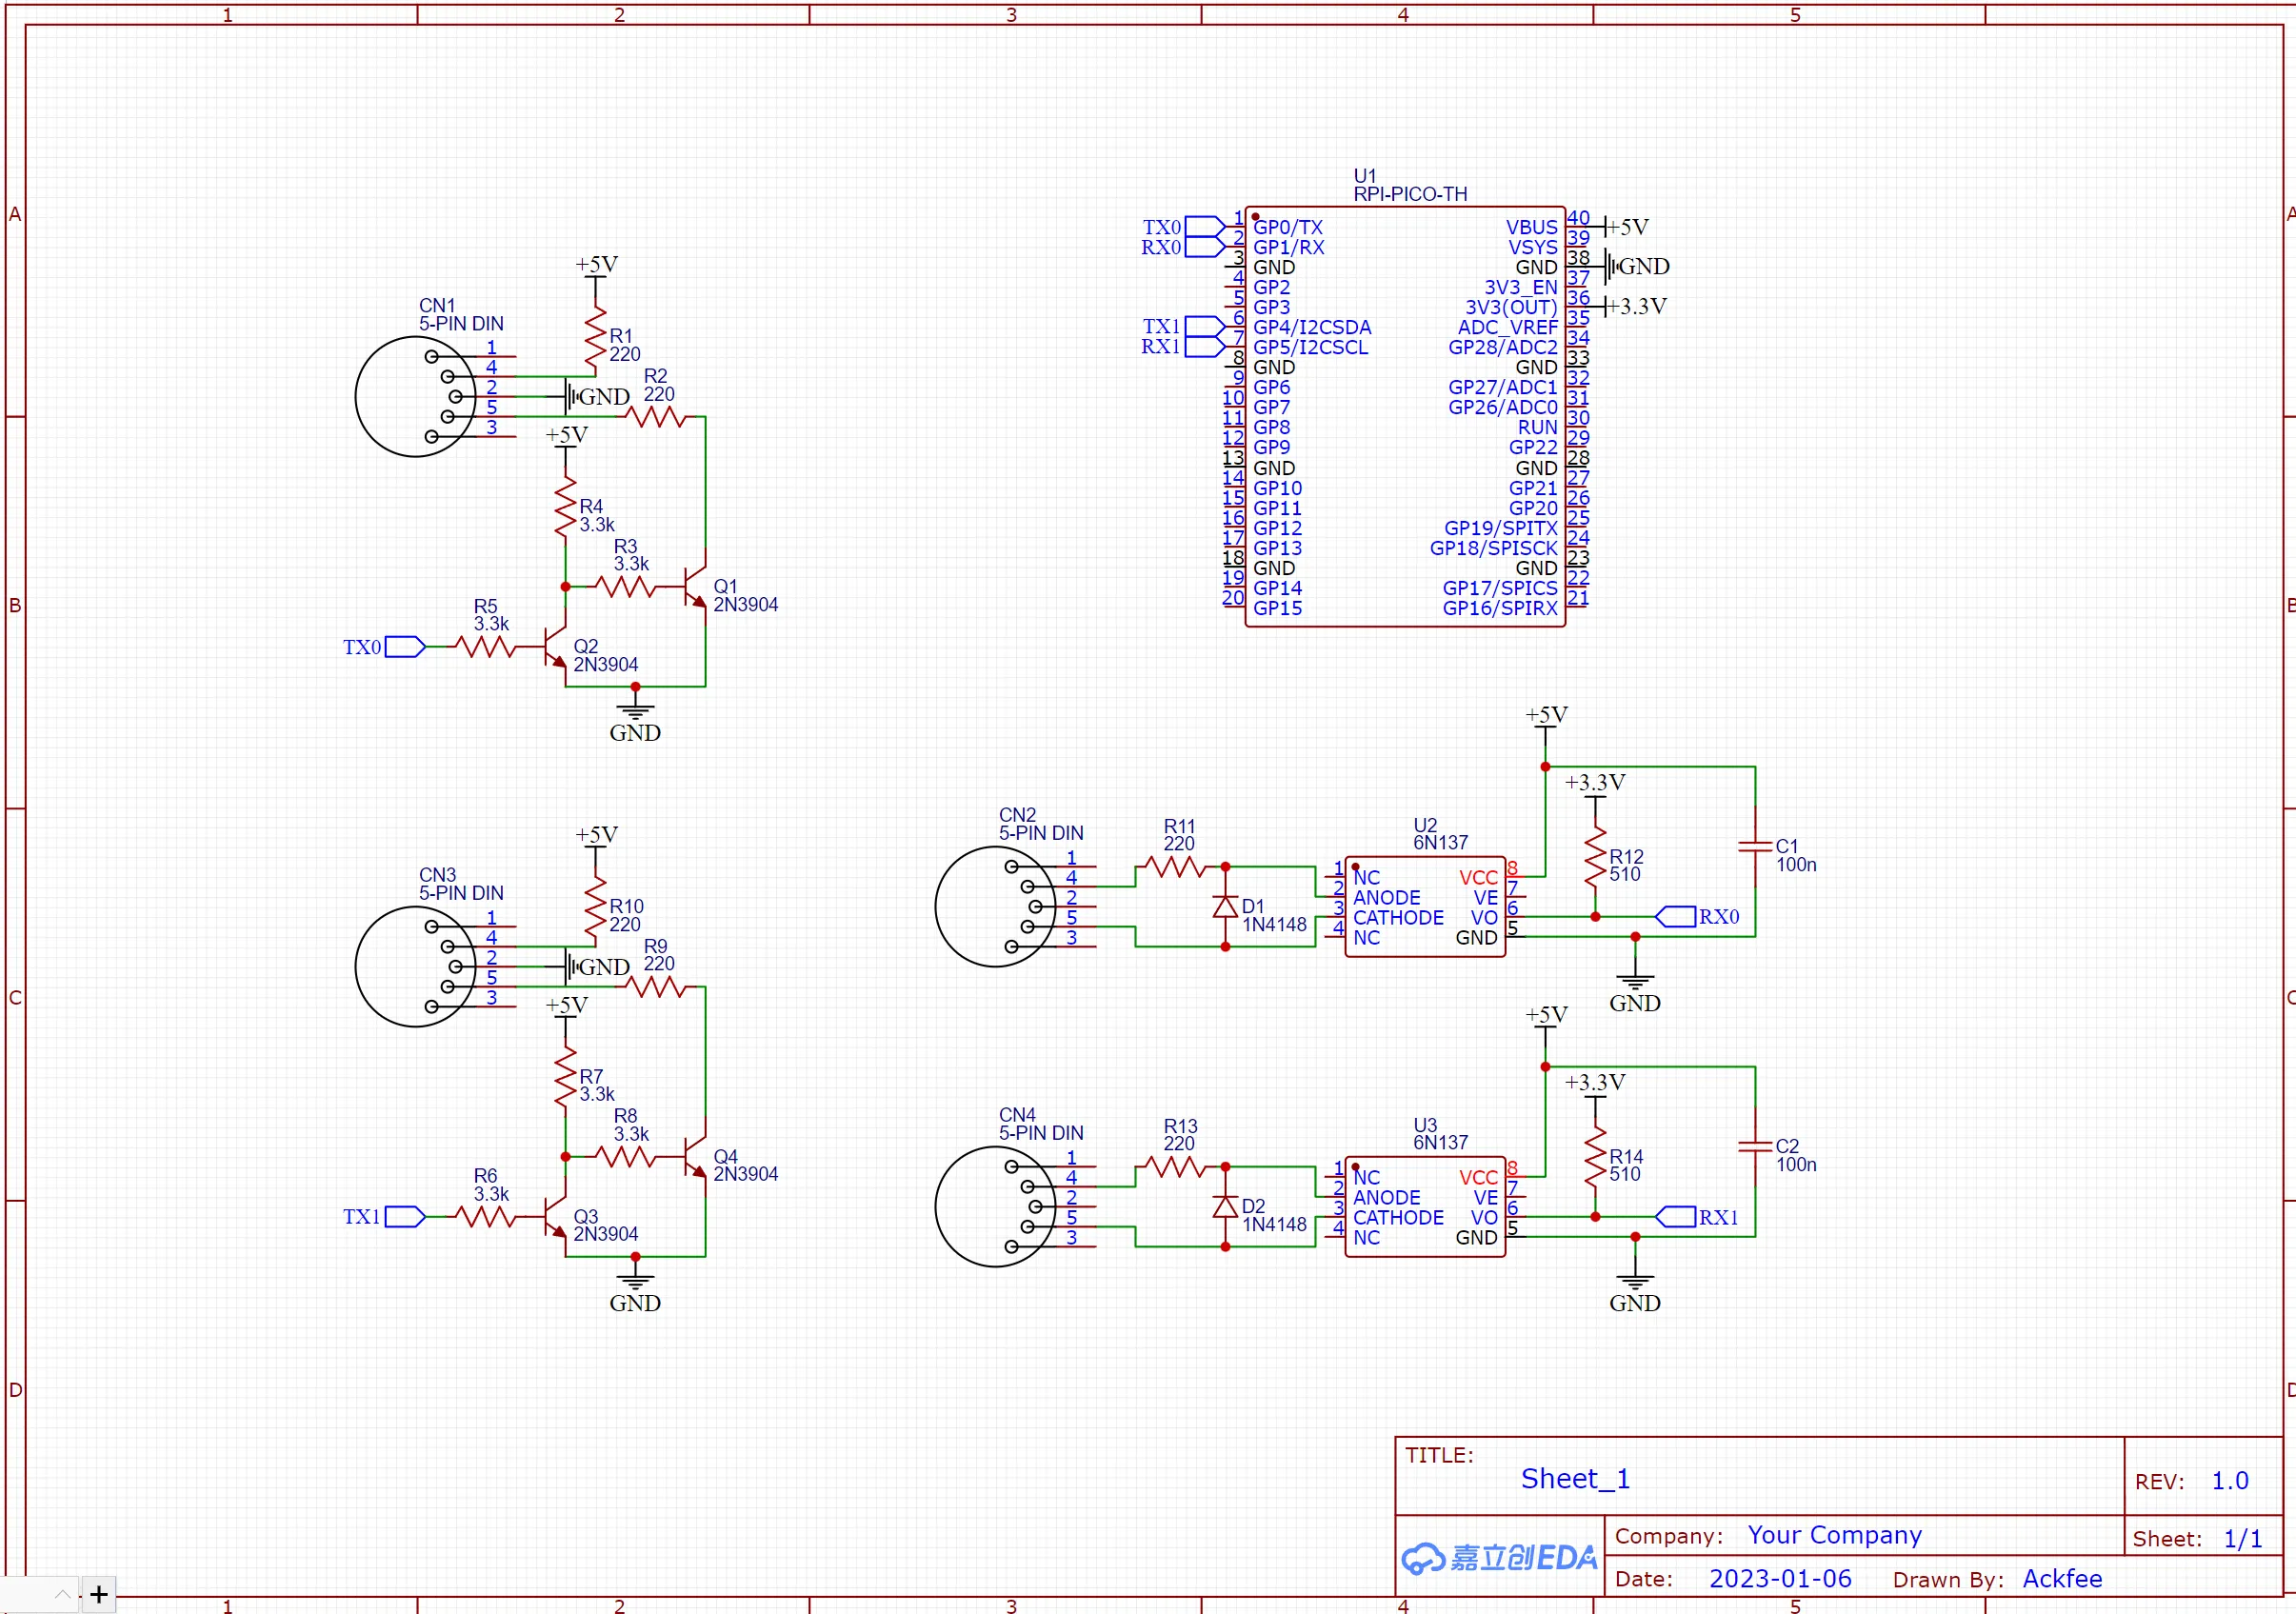 1 2 3 4 5
A A
B B
C C
D D
U1
RPI-PICO-TH
TX0 1 GP0/TX VBUS 40 +5V
RX0 2 GP1/RX VSYS 39
3 GND GND 38 GND
4 GP2 3V3_EN 37
5 GP3 3V3(OUT) 36 +3.3V
TX1 6 GP4/I2CSDA ADC_VREF 35
RX1 7 GP5/I2CSCL GP28/ADC2 34
8 GND GND 33
9 GP6 GP27/ADC1 32
10 GP7 GP26/ADC0 31
11 GP8 RUN 30
12 GP9 GP22 29
13 GND GND 28
14 GP10 GP21 27
15 GP11 GP20 26
16 GP12 GP19/SPITX 25
17 GP13 GP18/SPISCK 24
18 GND GND 23
19 GP14 GP17/SPICS 22
20 GP15 GP16/SPIRX 21
+5V
CN1
5-PIN DIN
R1
220
1
4
2
5
3
GND
R2
220
+5V
R4
3.3k
R3
3.3k
Q1
2N3904
R5
3.3k
TX0
Q2
2N3904
GND
+5V
CN3
5-PIN DIN
R10
220
1
4
2
5
3
GND
R9
220
+5V
R7
3.3k
R8
3.3k
Q4
2N3904
R6
3.3k
TX1
Q3
2N3904
GND
+5V
+3.3V
CN2
5-PIN DIN
1
4
2
5
3
R11
220
D1
1N4148
U2
6N137
1 NC VCC 8
2 ANODE VE 7
3 CATHODE VO 6
4 NC GND 5
R12
510
C1
100n
RX0
GND
+5V
+3.3V
CN4
5-PIN DIN
1
4
2
5
3
R13
220
D2
1N4148
U3
6N137
1 NC VCC 8
2 ANODE VE 7
3 CATHODE VO 6
4 NC GND 5
R14
510
C2
100n
RX1
GND
TITLE:
Sheet_1
REV: 1.0
嘉立创EDA
Company: Your Company
Sheet: 1/1
Date: 2023-01-06 Drawn By: Ackfee
+
1 2 3 4 5